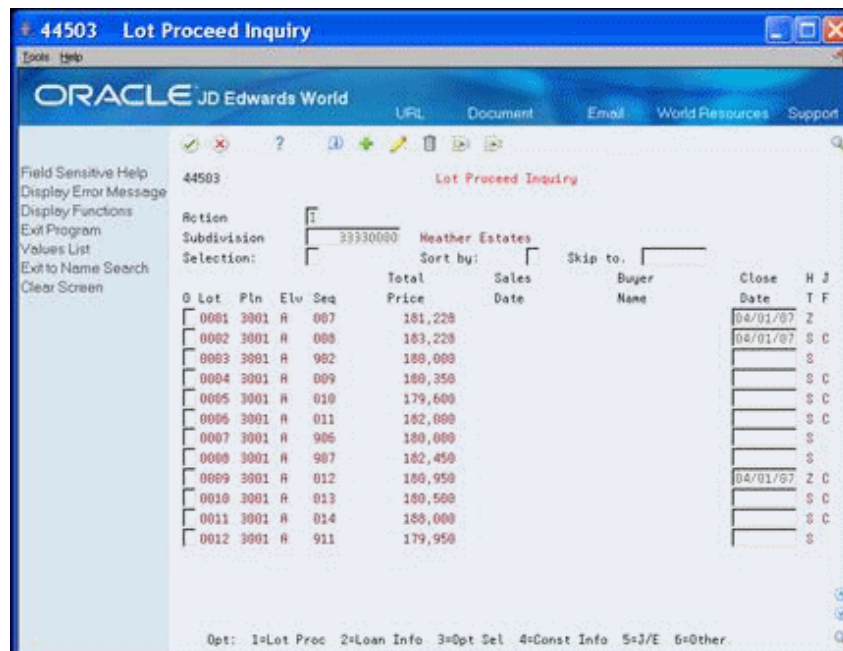 44503 Lot Proceed Inquiry
Tools Help
ORACLE JD Edwards World
URL Document Email World Resources Support
Field Sensitive Help
Display Error Message
Display Functions
Exit Program
Values List
Exit to Name Search
Clear Screen
44503 Lot Proceed Inquiry
Action I
Subdivision 33330000 Heather Estates
Selection: Sort by: Skip to.
Total Sales Buyer Close H J
O Lot Pln Elv Seq Price Date Name Date T F
0001 3001 A 007 181,220 04/01/07 Z
0002 3001 A 008 183,220 04/01/07 S C
0003 3001 A 902 180,000 S
0004 3001 A 009 180,350 S C
0005 3001 A 010 179,600 S C
0006 3001 A 011 182,000 S C
0007 3001 A 906 180,000 S
0008 3001 A 907 182,450 S
0009 3001 A 012 180,950 04/01/07 Z C
0010 3001 A 013 180,500 S C
0011 3001 A 014 188,000 S C
0012 3001 A 911 179,950 S
Opt: 1=Lot Proc 2=Loan Info 3=Opt Sel 4=Const Info 5=J/E 6=Other